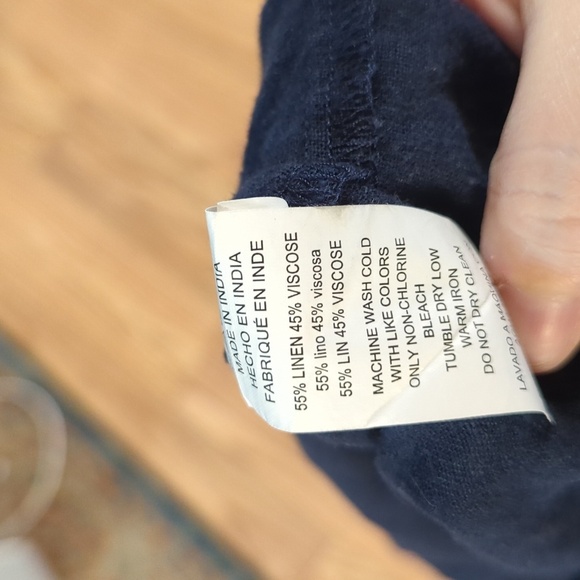 MADE IN INDIA
HECHO EN INDIA
FABRIQUÉ EN INDE
55% LINEN 45% VISCOSE
55% lino 45% viscosa
55% LIN 45% VISCOSE
MACHINE WASH COLD
WITH LIKE COLORS
ONLY NON-CHLORINE
BLEACH
TUMBLE DRY LOW
WARM IRON
DO NOT DRY CLEAN
LAVADO A